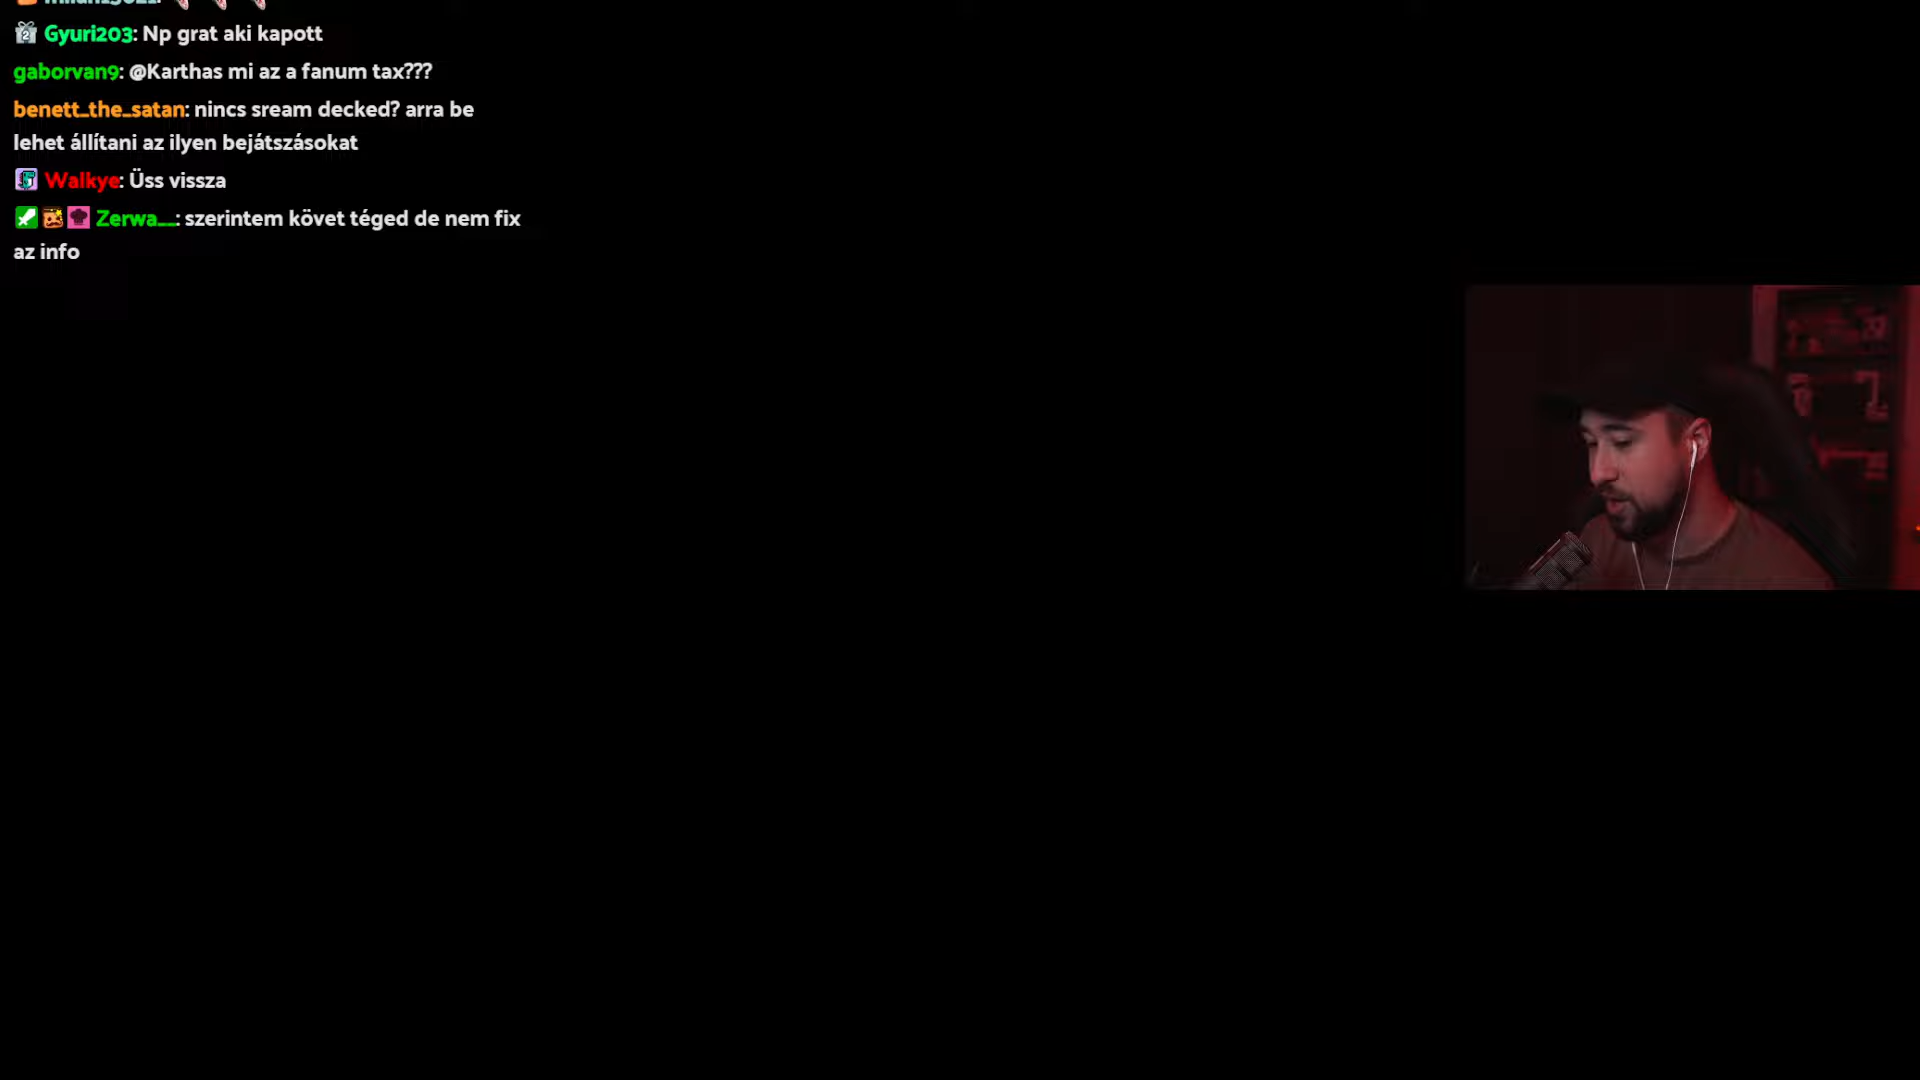 Gyuri203: Np grat aki kapott
gaborvan9: @Karthas mi az a fanum tax???
benett_the_satan: nincs sream decked? arra be
lehet állítani az ilyen bejátszásokat
Walkye: Üss vissza
Zerwa__: szerintem követ téged de nem fix
az info